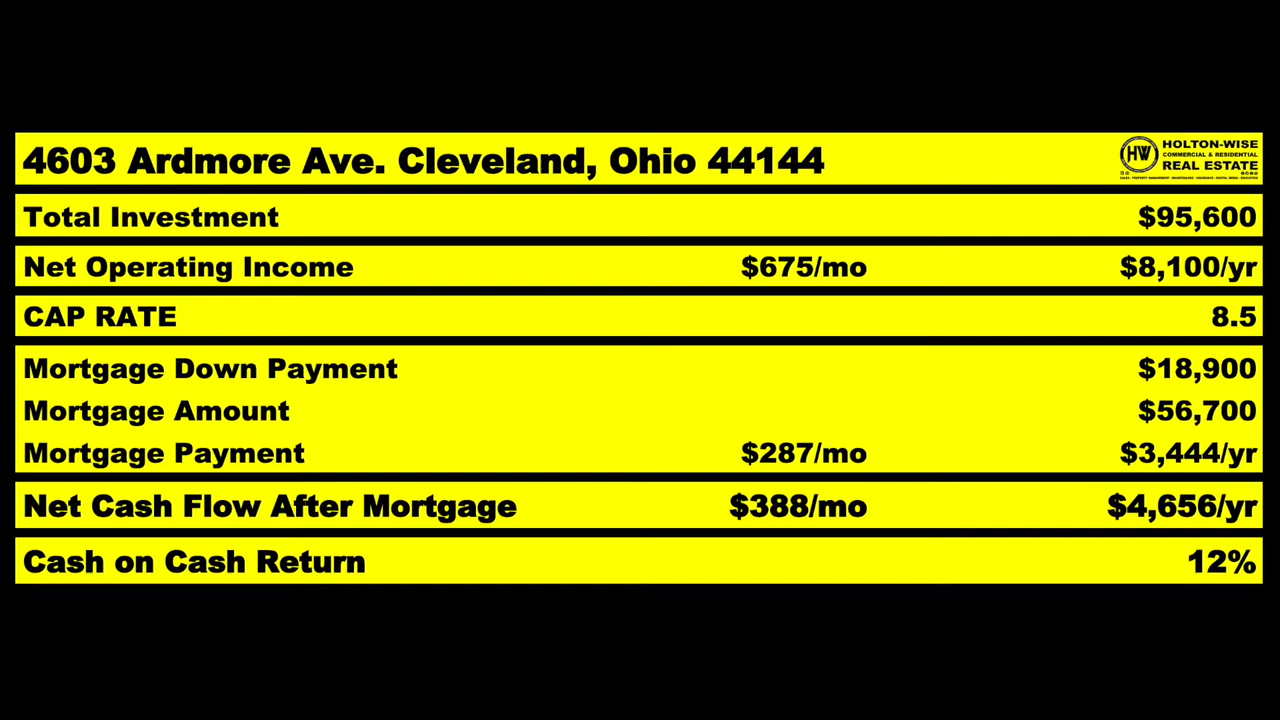 4603 Ardmore Ave. Cleveland, Ohio 44144
HW
HOLTON-WISE
COMMERCIAL & RESIDENTIAL
REAL ESTATE
Total Investment $95,600
Net Operating Income $675/mo $8,100/yr
CAP RATE 8.5
Mortgage Down Payment $18,900
Mortgage Amount $56,700
Mortgage Payment $287/mo $3,444/yr
Net Cash Flow After Mortgage $388/mo $4,656/yr
Cash on Cash Return 12%